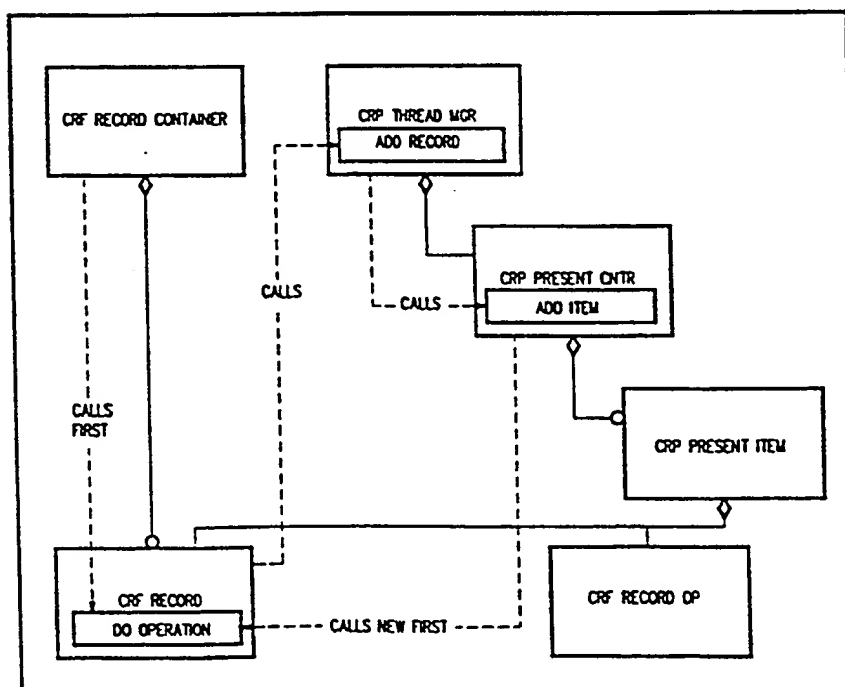 CRF RECORD CONTAINER
CRP THREAD MGR
ADD RECORD
CRP PRESENT CNTR
ADD ITEM
CALLS
CALLS
CALLS
FIRST
CRP PRESENT ITEM
CRF RECORD
DO OPERATION
CALLS NEW FIRST
CRF RECORD OP